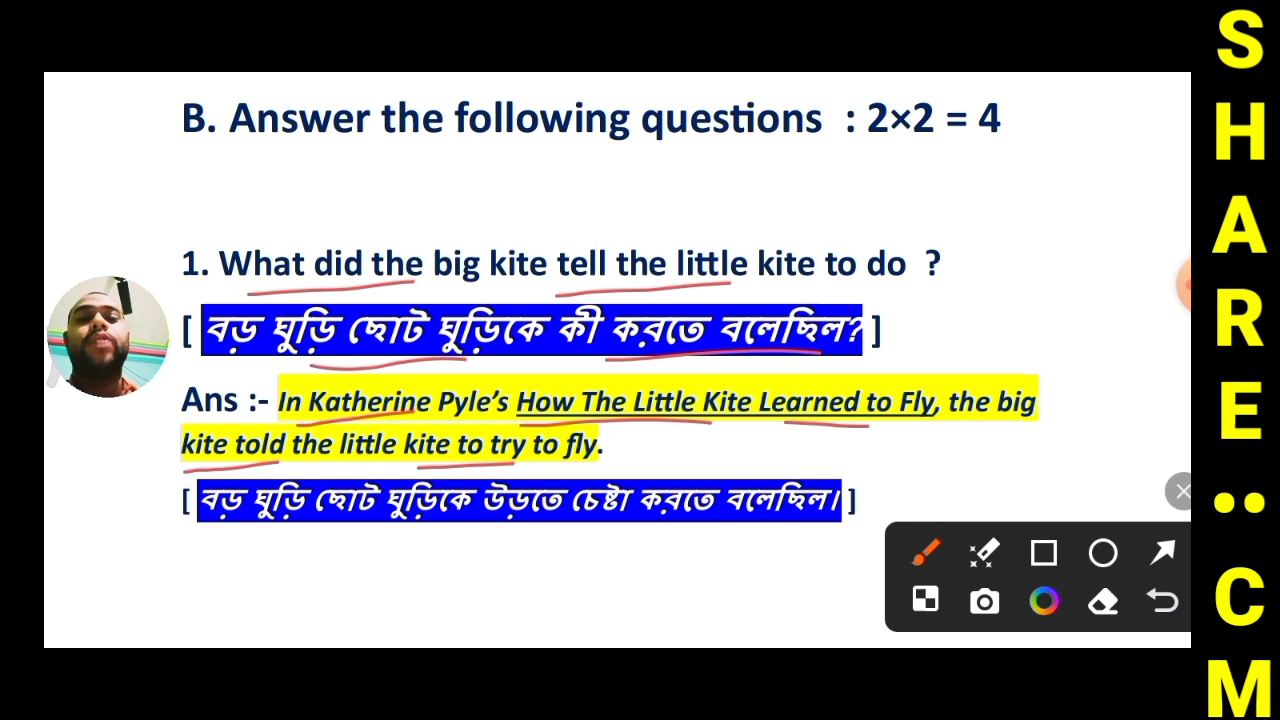 B. Answer the following questions : 2×2 = 4
1. What did the big kite tell the little kite to do ?
[ বড় ঘুড়ি ছোট ঘুড়িকে কী করতে বলেছিল? ]
Ans :- In Katherine Pyle's How The Little Kite Learned to Fly, the big
kite told the little kite to try to fly.
[ বড় ঘুড়ি ছোট ঘুড়িকে উড়তে চেষ্টা করতে বলেছিল। ]
S
H
A
R
E
..
C
M